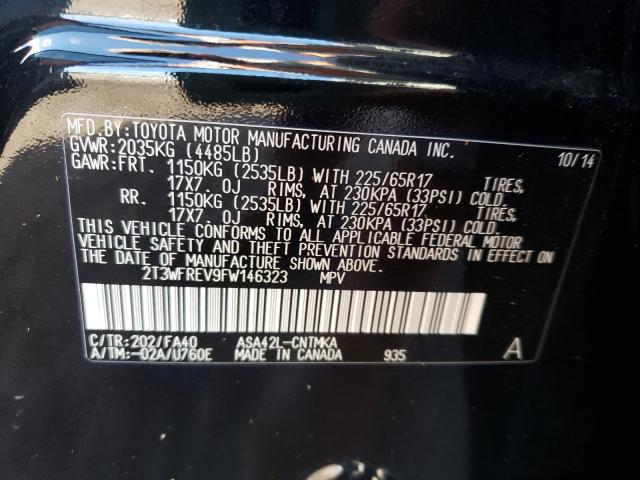 MFD.BY:TOYOTA MOTOR MANUFACTURING CANADA INC.
GVWR:2035KG (4485LB) 10/14
GAWR:FRT. 1150KG (2535LB) WITH 225/65R17 TIRES,
17X7. 0J RIMS, AT 230KPA (33PSI) COLD.
RR. 1150KG (2535LB) WITH 225/65R17 TIRES,
17X7. 0J RIMS, AT 230KPA (33PSI) COLD.
THIS VEHICLE CONFORMS TO ALL APPLICABLE FEDERAL MOTOR
VEHICLE SAFETY AND THEFT PREVENTION STANDARDS IN EFFECT ON
THE DATE OF MANUFACTURE SHOWN ABOVE.
2T3WFREV9FW146323 MPV
C/TR:202/FA40 ASA42L-CNTMKA
A/TM:-02A/U760E MADE IN CANADA 935 A